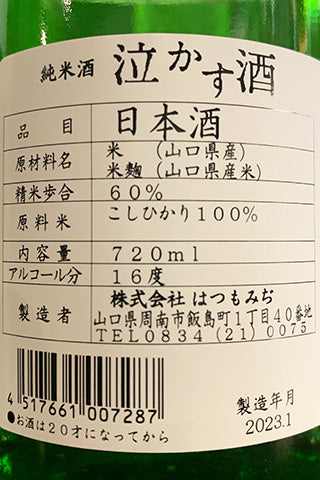 純米酒 泣かす酒
品目 日本酒
原材料名 米 (山口県産)
米麹 (山口県産米)
精米歩合 60%
原料米 こしひかり100%
内容量 720ml
アルコール分 16度
製造者 株式会社 はつもみぢ
山口県周南市飯島町1丁目40番地
TEL0834 (21) 0075
4 517661 007287
●お酒は20才になってから
製造年月
2023.1